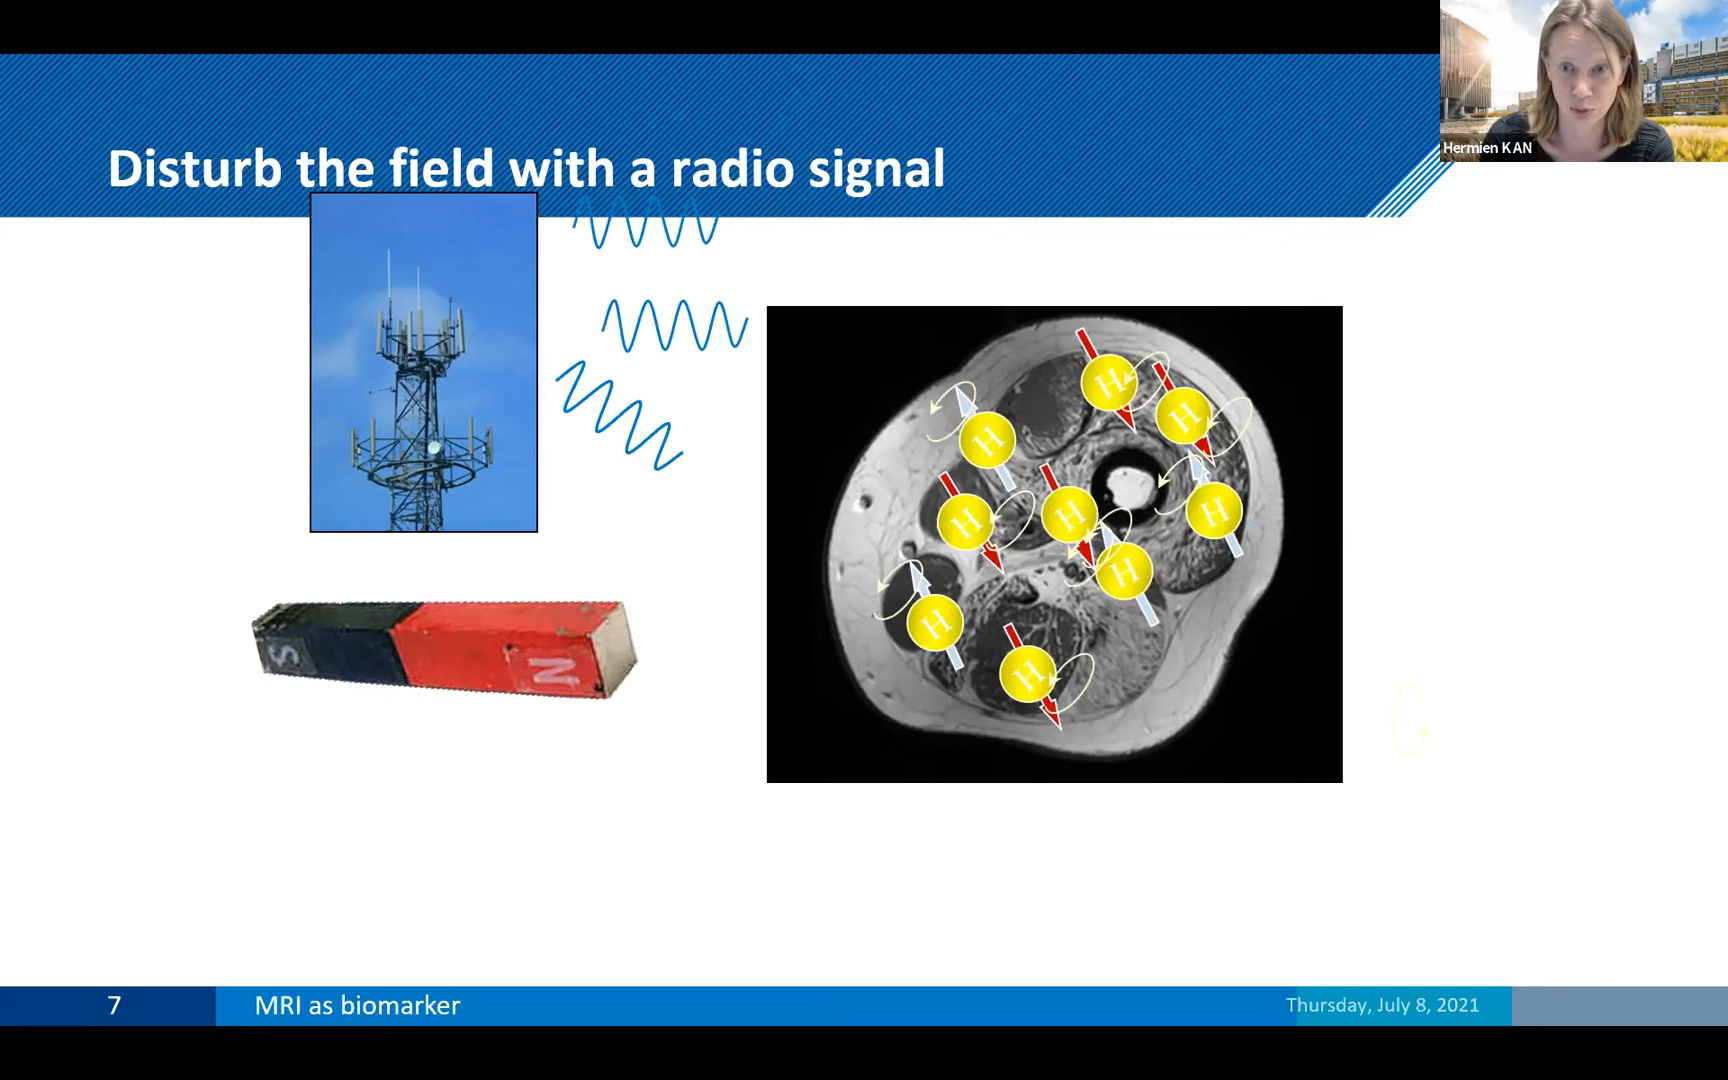 Hermien KAN
Disturb the field with a radio signal
H
H
H
H
H
H
H
H
H
S
N
7
MRI as biomarker
Thursday, July 8, 2021